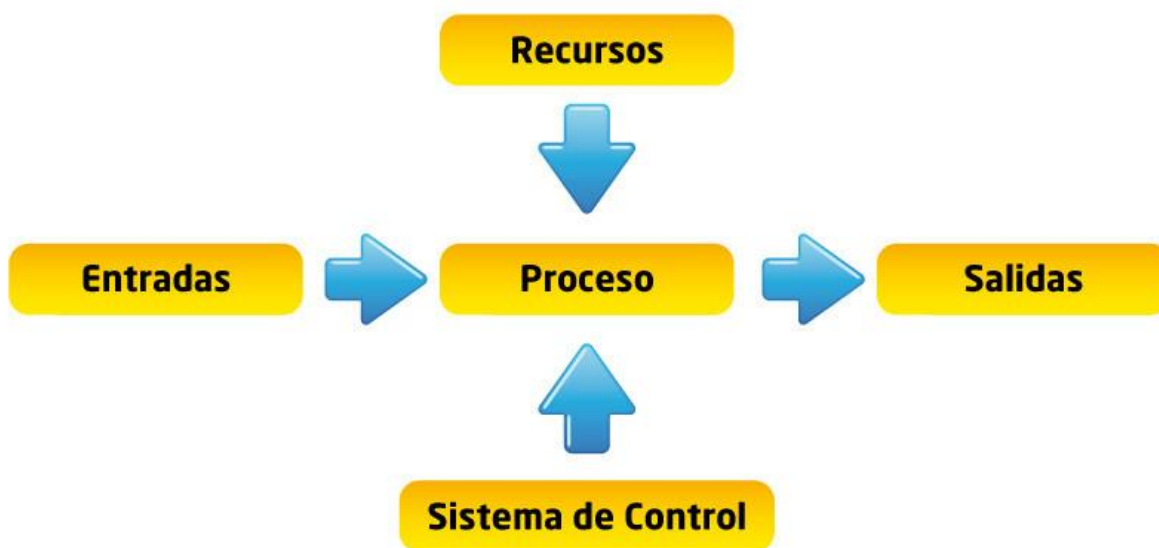 Recursos
Entradas
Proceso
Salidas
Sistema de Control